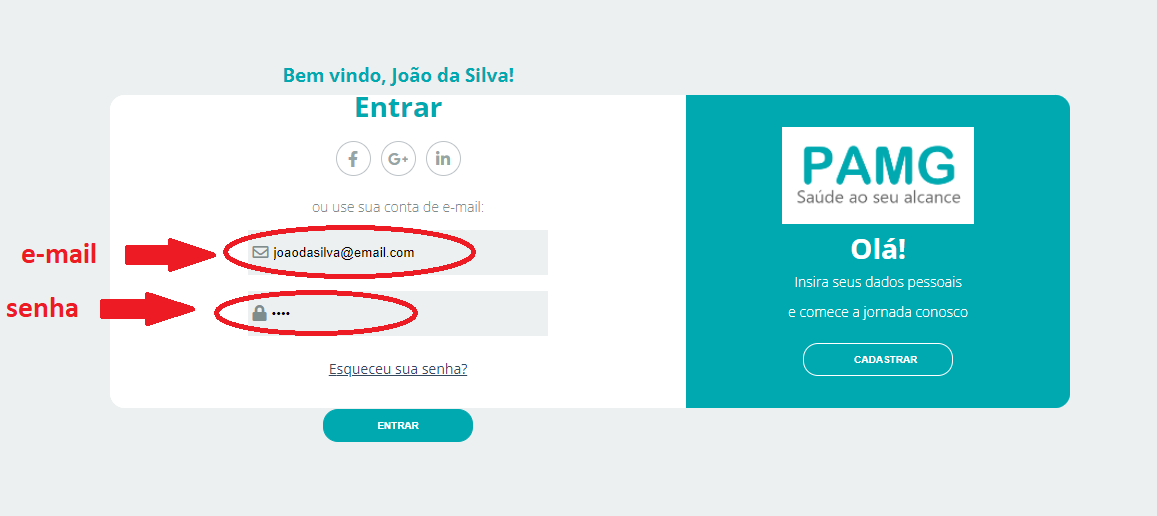 Bem vindo, João da Silva!
Entrar
G+
in
ou use sua conta de e-mail:
e-mail
joaodasilva@email.com
senha
••••
Esqueceu sua senha?
ENTRAR
PAMG
Saúde ao seu alcance
Olá!
Insira seus dados pessoais
e comece a jornada conosco
CADASTRAR